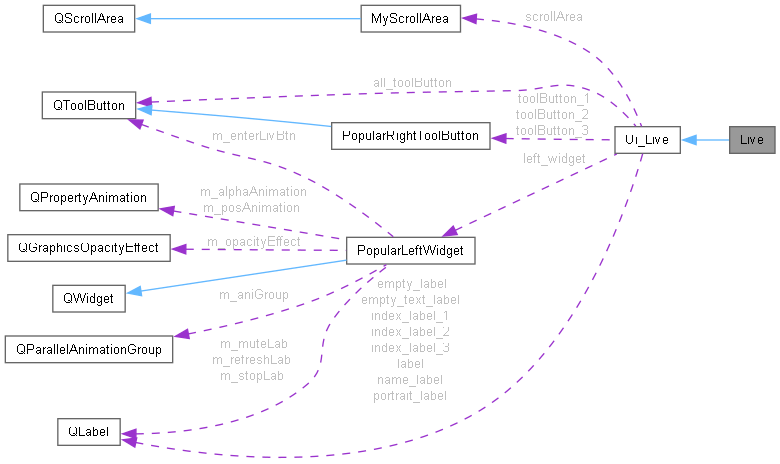 QScrollArea
MyScrollArea
scrollArea
all_toolButton
QToolButton
toolButton_1
toolButton_2
toolButton_3
m_enterLivBtn
PopularRightToolButton
Ui_Live
Live
left_widget
QPropertyAnimation
m_alphaAnimation
m_posAnimation
QGraphicsOpacityEffect
m_opacityEffect
PopularLeftWidget
QWidget
m_aniGroup
empty_label
empty_text_label
index_label_1
index_label_2
index_label_3
label
name_label
portrait_label
QParallelAnimationGroup
m_muteLab
m_refreshLab
m_stopLab
QLabel